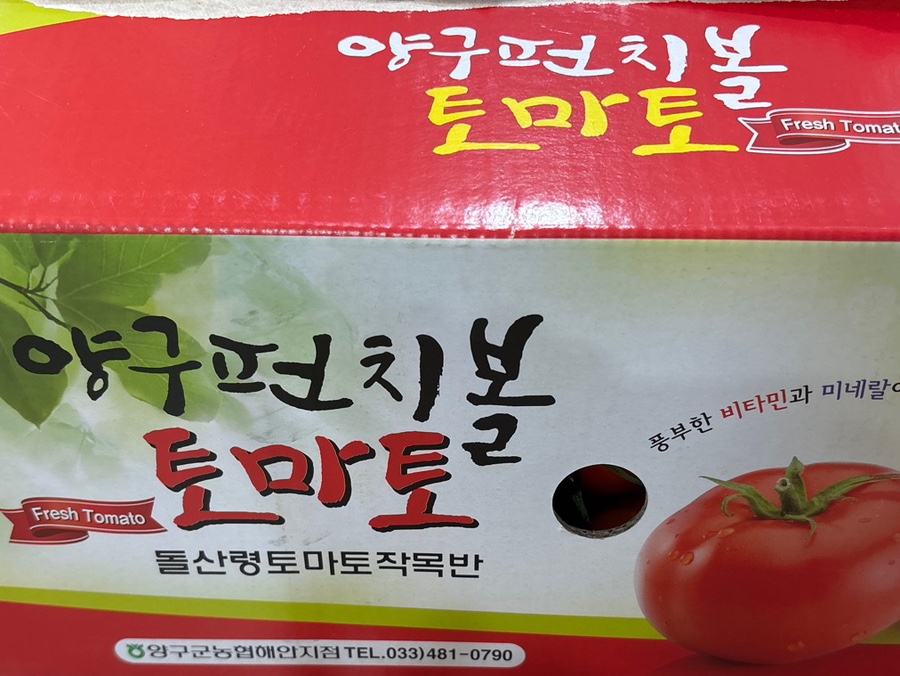 양구펀치볼
토마토
Fresh Tomat
양구펀치볼
토마토
Fresh Tomato
돌산령토마토작목반
풍부한 비타민과 미네랄이
양구군농협해안지점 TEL.033)481-0790